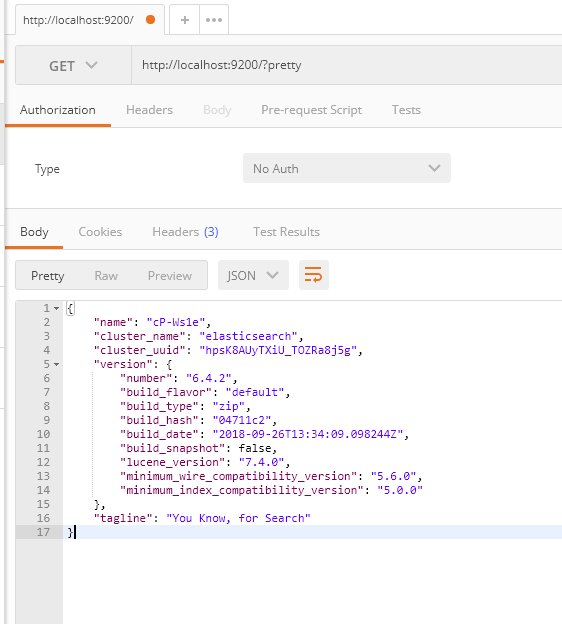 http://localhost:9200/
GET http://localhost:9200/?pretty
Authorization Headers Body Pre-request Script Tests
Type No Auth
Body Cookies Headers (3) Test Results
Pretty Raw Preview JSON
1 {
2 "name": "cP-Ws1e",
3 "cluster_name": "elasticsearch",
4 "cluster_uuid": "hpsK8AUyTXiU_TOZRa8j5g",
5 "version": {
6 "number": "6.4.2",
7 "build_flavor": "default",
8 "build_type": "zip",
9 "build_hash": "04711c2",
10 "build_date": "2018-09-26T13:34:09.098244Z",
11 "build_snapshot": false,
12 "lucene_version": "7.4.0",
13 "minimum_wire_compatibility_version": "5.6.0",
14 "minimum_index_compatibility_version": "5.0.0"
15 },
16 "tagline": "You Know, for Search"
17 }